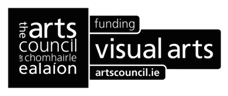 the arts
council
an chomhairle
ealaíon
funding
visual arts
artscouncil.ie